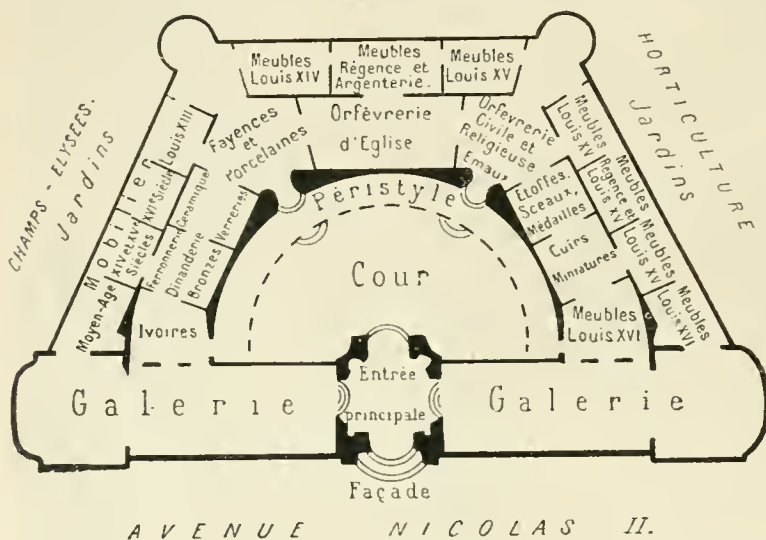 CHAMPS-ELYSÉES.
Jardins
HORTICULTURE
Jardins
Meubles
Louis XIV
Meubles
Régence et
Argenterie.
Meubles
Louis XV
Fayences
et
Porcelaines
Orfèvrerie
d'Eglise
Orfèvrerie
Civile et
Religieuse
Emaux
Mobilier
Louis XIII
XVIe Siècle
XIV et XVe
Siècles
Moyen-Age
Céramique
Ferronnerie
Verreries
Dinanderie
Bronzes
Ivoires
Péristyle
Cour
Etoffes,
Sceaux,
Médailles
Cuirs
Miniatures
Meubles
Louis XVI
Meubles
Louis XV
Meubles
Régence et
Louis XV
Meubles
Louis XV
Meubles
Louis XVI
Galerie
Entrée
principale
Galerie
Façade
AVENUE NICOLAS II.